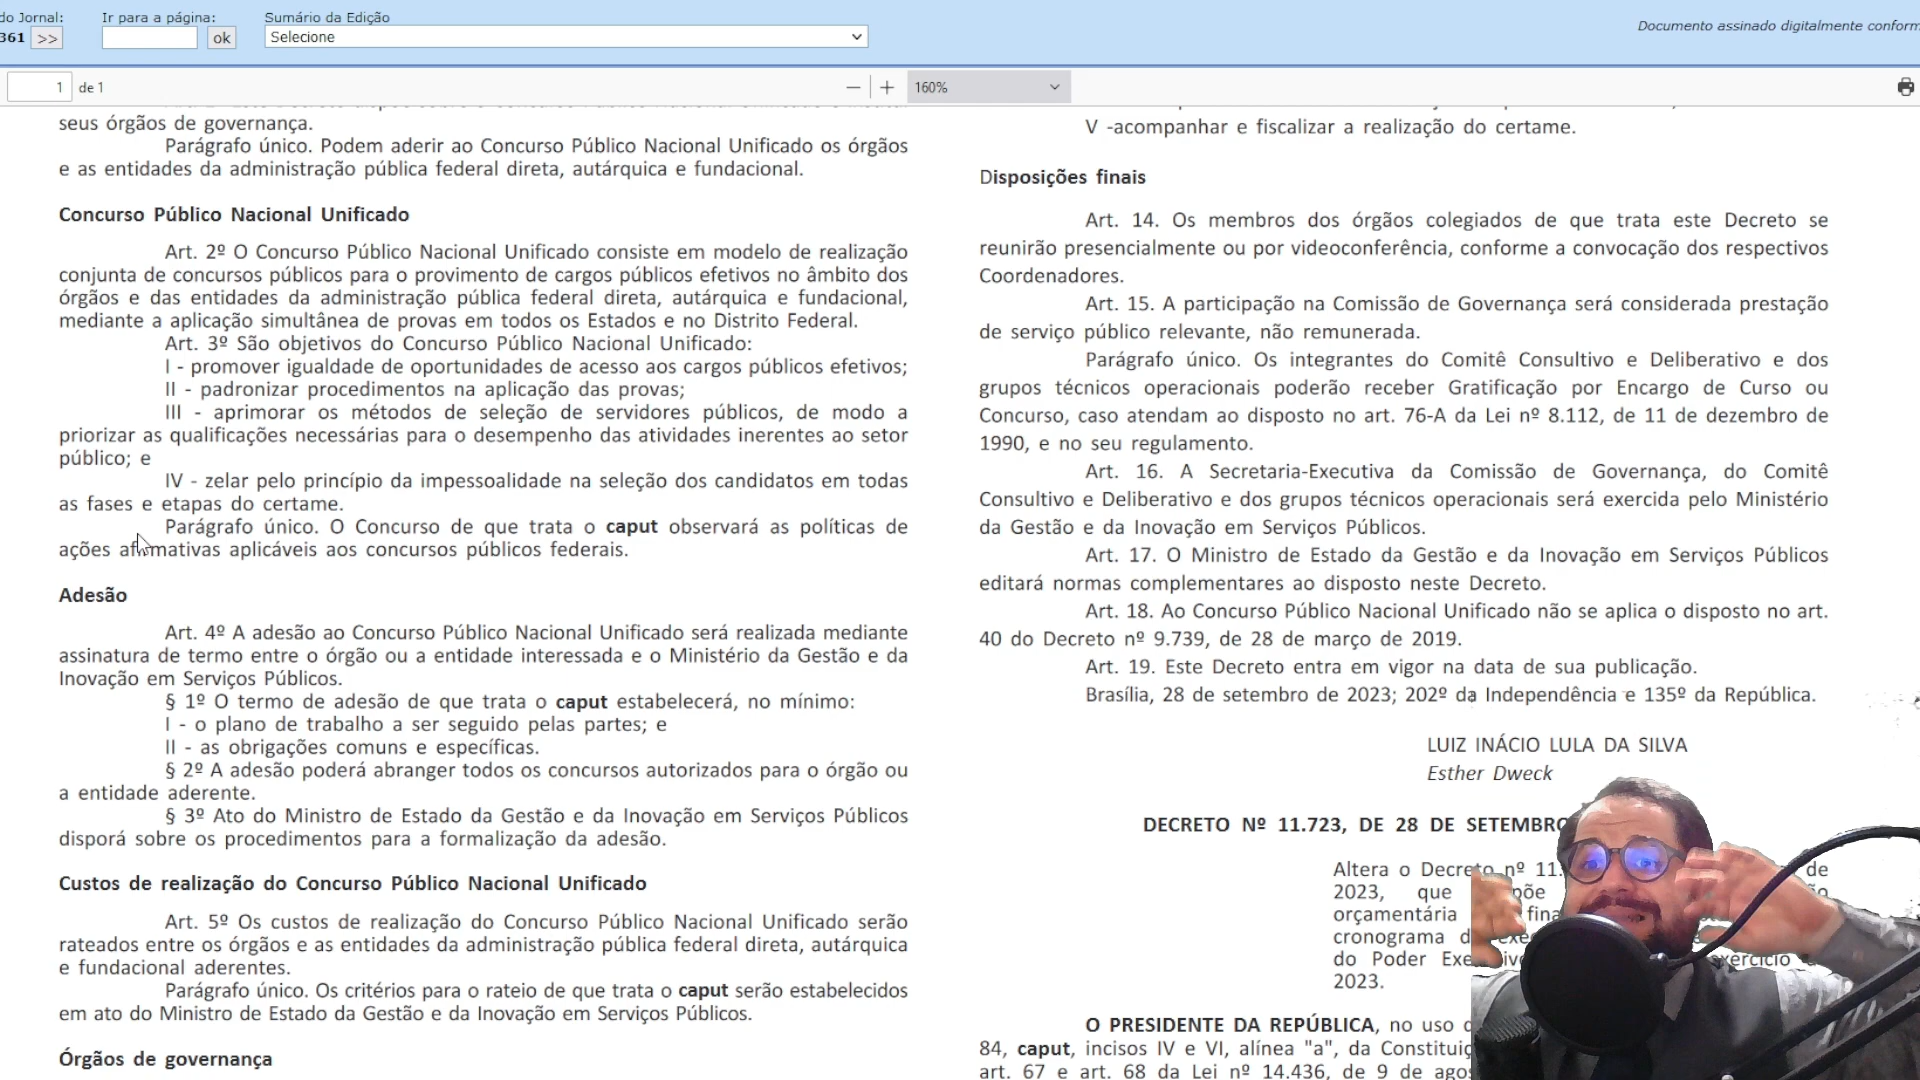 do Jornal:
361 >>
Ir para a página:
ok
Sumário da Edição
Selecione
Documento assinado digitalmente conform
1 de 1
160%
seus órgãos de governança.
Parágrafo único. Podem aderir ao Concurso Público Nacional Unificado os órgãos
e as entidades da administração pública federal direta, autárquica e fundacional.
Concurso Público Nacional Unificado
Art. 2º O Concurso Público Nacional Unificado consiste em modelo de realização
conjunta de concursos públicos para o provimento de cargos públicos efetivos no âmbito dos
órgãos e das entidades da administração pública federal direta, autárquica e fundacional,
mediante a aplicação simultânea de provas em todos os Estados e no Distrito Federal.
Art. 3º São objetivos do Concurso Público Nacional Unificado:
I - promover igualdade de oportunidades de acesso aos cargos públicos efetivos;
II - padronizar procedimentos na aplicação das provas;
III - aprimorar os métodos de seleção de servidores públicos, de modo a
priorizar as qualificações necessárias para o desempenho das atividades inerentes ao setor
público; e
IV - zelar pelo princípio da impessoalidade na seleção dos candidatos em todas
as fases e etapas do certame.
Parágrafo único. O Concurso de que trata o caput observará as políticas de
ações afirmativas aplicáveis aos concursos públicos federais.
Adesão
Art. 4º A adesão ao Concurso Público Nacional Unificado será realizada mediante
assinatura de termo entre o órgão ou a entidade interessada e o Ministério da Gestão e da
Inovação em Serviços Públicos.
§ 1º O termo de adesão de que trata o caput estabelecerá, no mínimo:
I - o plano de trabalho a ser seguido pelas partes; e
II - as obrigações comuns e específicas.
§ 2º A adesão poderá abranger todos os concursos autorizados para o órgão ou
a entidade aderente.
§ 3º Ato do Ministro de Estado da Gestão e da Inovação em Serviços Públicos
disporá sobre os procedimentos para a formalização da adesão.
Custos de realização do Concurso Público Nacional Unificado
Art. 5º Os custos de realização do Concurso Público Nacional Unificado serão
rateados entre os órgãos e as entidades da administração pública federal direta, autárquica
e fundacional aderentes.
Parágrafo único. Os critérios para o rateio de que trata o caput serão estabelecidos
em ato do Ministro de Estado da Gestão e da Inovação em Serviços Públicos.
Órgãos de governança
V -acompanhar e fiscalizar a realização do certame.
Disposições finais
Art. 14. Os membros dos órgãos colegiados de que trata este Decreto se
reunirão presencialmente ou por videoconferência, conforme a convocação dos respectivos
Coordenadores.
Art. 15. A participação na Comissão de Governança será considerada prestação
de serviço público relevante, não remunerada.
Parágrafo único. Os integrantes do Comitê Consultivo e Deliberativo e dos
grupos técnicos operacionais poderão receber Gratificação por Encargo de Curso ou
Concurso, caso atendam ao disposto no art. 76-A da Lei nº 8.112, de 11 de dezembro de
1990, e no seu regulamento.
Art. 16. A Secretaria-Executiva da Comissão de Governança, do Comitê
Consultivo e Deliberativo e dos grupos técnicos operacionais será exercida pelo Ministério
da Gestão e da Inovação em Serviços Públicos.
Art. 17. O Ministro de Estado da Gestão e da Inovação em Serviços Públicos
editará normas complementares ao disposto neste Decreto.
Art. 18. Ao Concurso Público Nacional Unificado não se aplica o disposto no art.
40 do Decreto nº 9.739, de 28 de março de 2019.
Art. 19. Este Decreto entra em vigor na data de sua publicação.
Brasília, 28 de setembro de 2023; 202º da Independência e 135º da República.
LUIZ INÁCIO LULA DA SILVA
Esther Dweck
DECRETO Nº 11.723, DE 28 DE SETEMBRO
Altera o Decreto nº 11. de
2023, que
orçamentária
cronograma
do Poder exercício
2023.
O PRESIDENTE DA REPÚBLICA, no uso
84, caput, incisos IV e VI, alínea "a", da
art. 67 e art. 68 da Lei nº 14.436, de 9 de